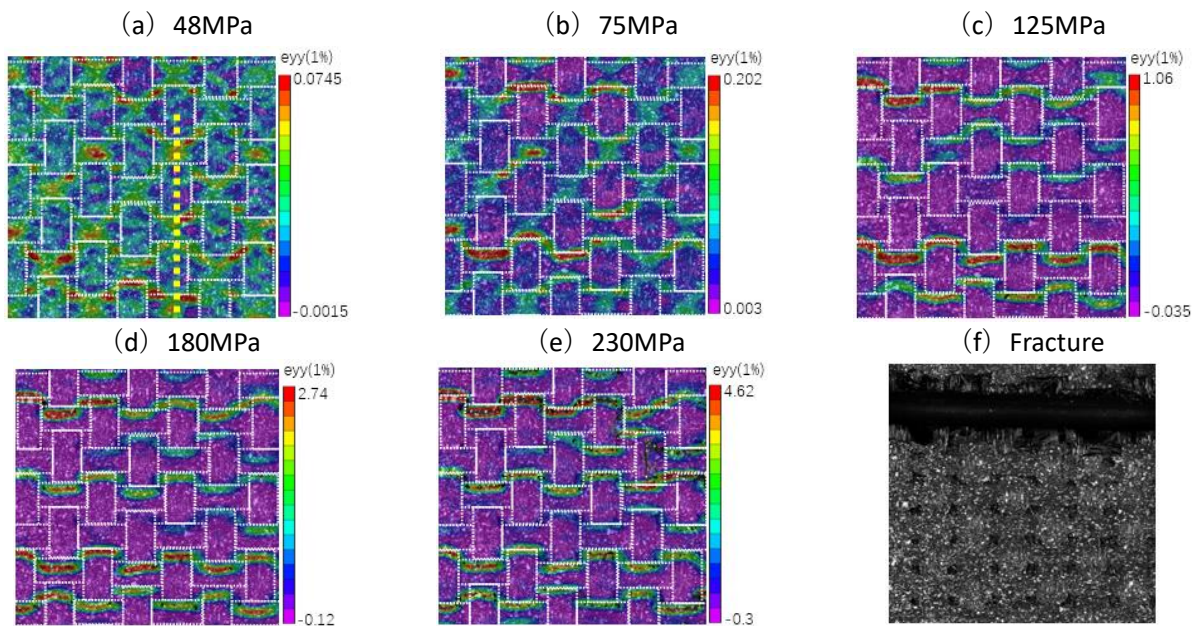 (a) 48MPa
(b) 75MPa
(c) 125MPa
eyy(1%)
0.0745
-0.0015
eyy(1%)
0.202
0.003
eyy(1%)
1.06
-0.035
(d) 180MPa
(e) 230MPa
(f) Fracture
eyy(1%)
2.74
-0.12
eyy(1%)
4.62
-0.3